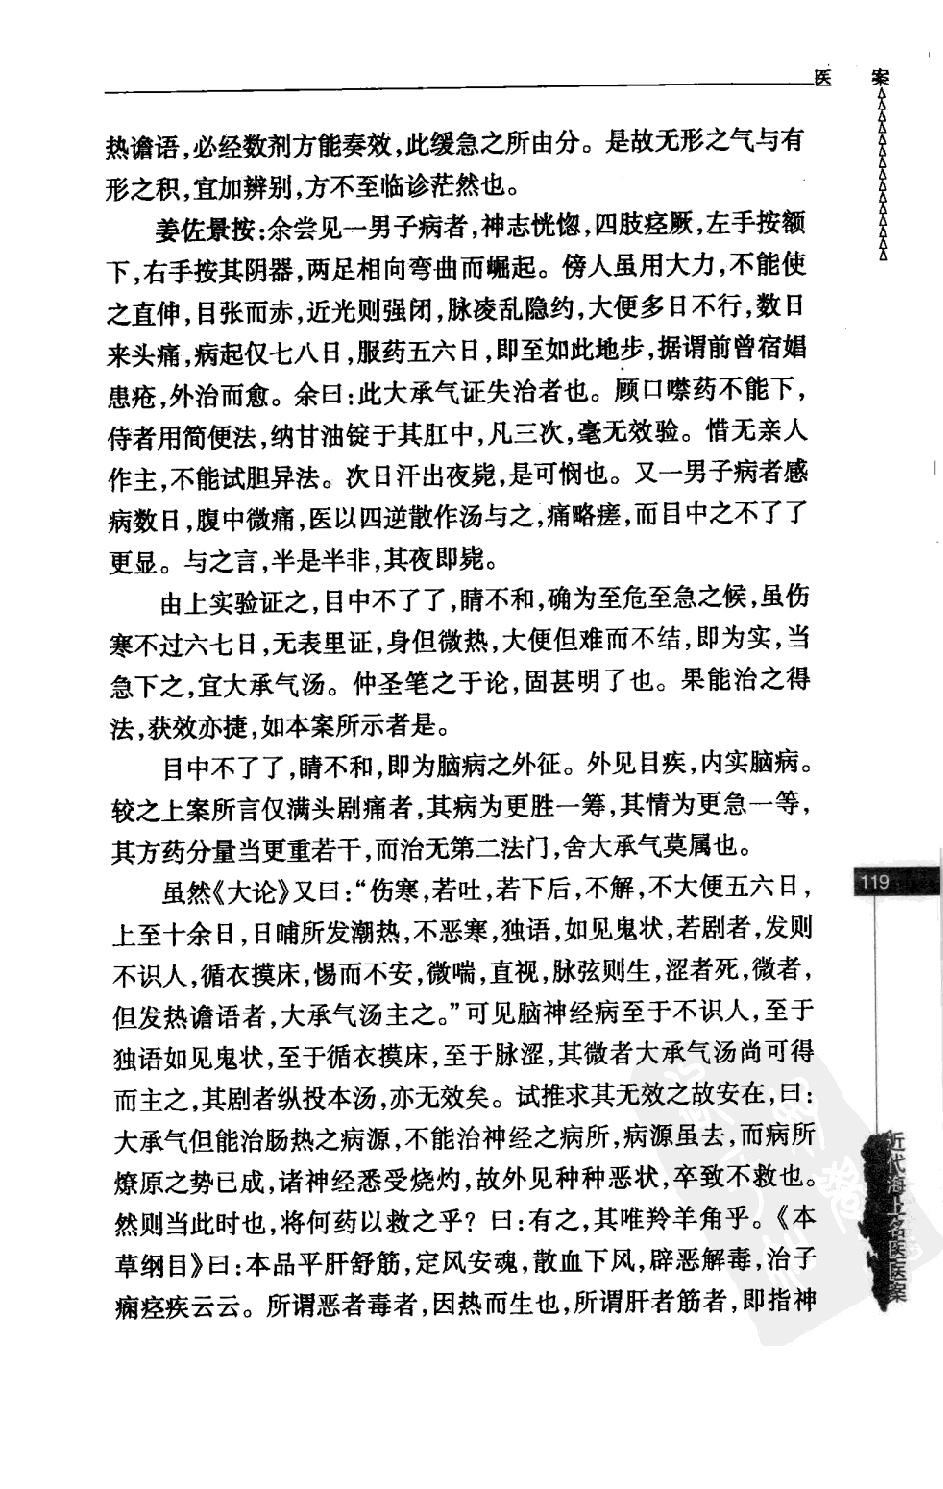 医 案
热谵语,必经数剂方能奏效,此缓急之所由分。是故无形之气与有
形之积,宜加辨别,方不至临诊茫然也。
姜佐景按:余尝见一男子病者,神志恍惚,四肢痉厥,左手按额
下,右手按其阴器,两足相向弯曲而崛起。傍人虽用大力,不能使
之直伸,目张而赤,近光则强闭,脉凌乱隐约,大便多日不行,数日
来头痛,病起仅七八日,服药五六日,即至如此地步,据谓前曾宿娼
患疮,外治而愈。余曰:此大承气证失治者也。顾口噤药不能下,
侍者用简便法,纳甘油锭于其肛中,凡三次,毫无效验。惜无亲人
作主,不能试胆异法。次日汗出夜毙,是可悯也。又一男子病者感
病数日,腹中微痛,医以四逆散作汤与之,痛略瘥,而目中之不了了
更显。与之言,半是半非,其夜即毙。
由上实验证之,目中不了了,睛不和,确为至危至急之候,虽伤
寒不过六七日,无表里证,身但微热,大便但难而不结,即为实,当
急下之,宜大承气汤。仲圣笔之于论,固甚明了也。果能治之得
法,获效亦捷,如本案所示者是。
目中不了了,睛不和,即为脑病之外征。外见目疾,内实脑病。
较之上案所言仅满头剧痛者,其病为更胜一筹,其情为更急一等,
其方药分量当更重若干,而治无第二法门,舍大承气莫属也。
虽然《大论》又曰:“伤寒,若吐,若下后,不解,不大便五六日,
上至十余日,日晡所发潮热,不恶寒,独语,如见鬼状,若剧者,发则
不识人,循衣摸床,惕而不安,微喘,直视,脉弦则生,涩者死,微者,
但发热谵语者,大承气汤主之。”可见脑神经病至于不识人,至于
独语如见鬼状,至于循衣摸床,至于脉涩,其微者大承气汤尚可得
而主之,其剧者纵投本汤,亦无效矣。试推求其无效之故安在,曰:
大承气但能治肠热之病源,不能治神经之病所,病源虽去,而病所
燎原之势已成,诸神经悉受烧灼,故外见种种恶状,卒致不救也。
然则当此时也,将何药以救之乎?曰:有之,其唯羚羊角乎。《本
草纲目》曰:本品平肝舒筋,定风安魂,散血下风,辟恶解毒,治子
痫痉疾云云。所谓恶者毒者,因热而生也,所谓肝者筋者,即指神
119
近代海上名医医案